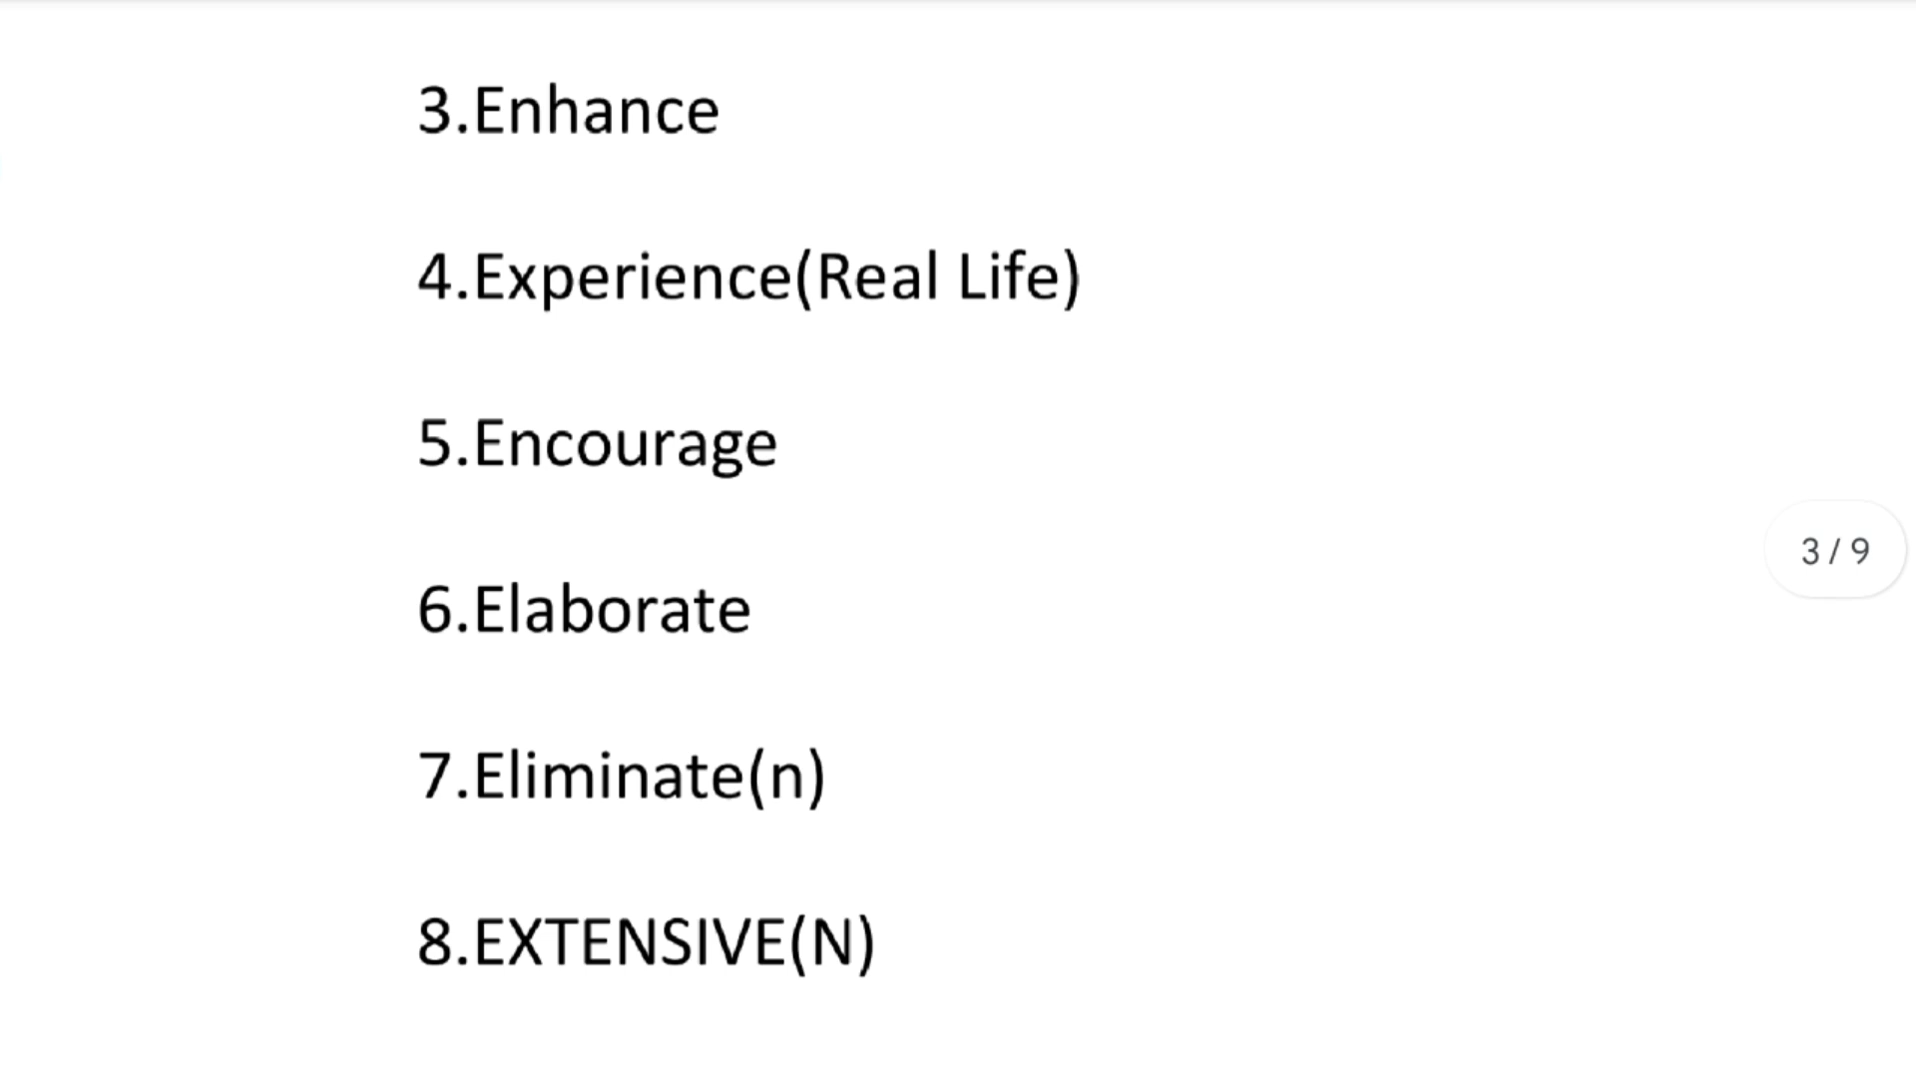 3.Enhance
4.Experience(Real Life)
5.Encourage
3 / 9
6.Elaborate
7.Eliminate(n)
8.EXTENSIVE(N)